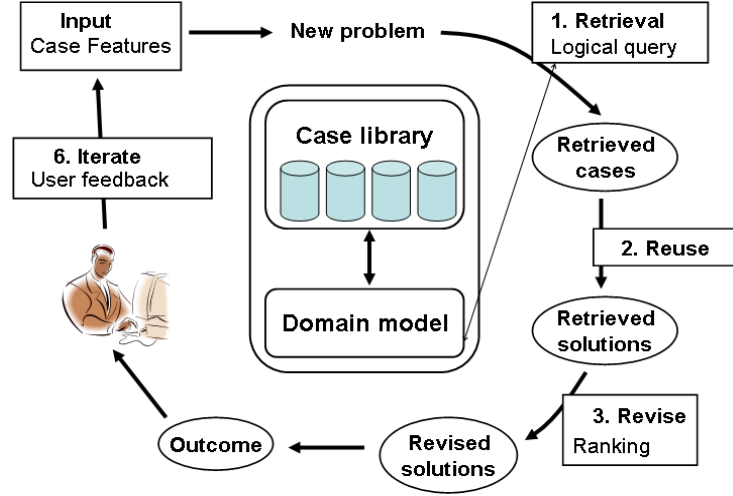 Input
Case Features
New problem
1. Retrieval
Logical query
Case library
Retrieved
cases
6. Iterate
User feedback
2. Reuse
Domain model
Retrieved
solutions
3. Revise
Ranking
Outcome
Revised
solutions